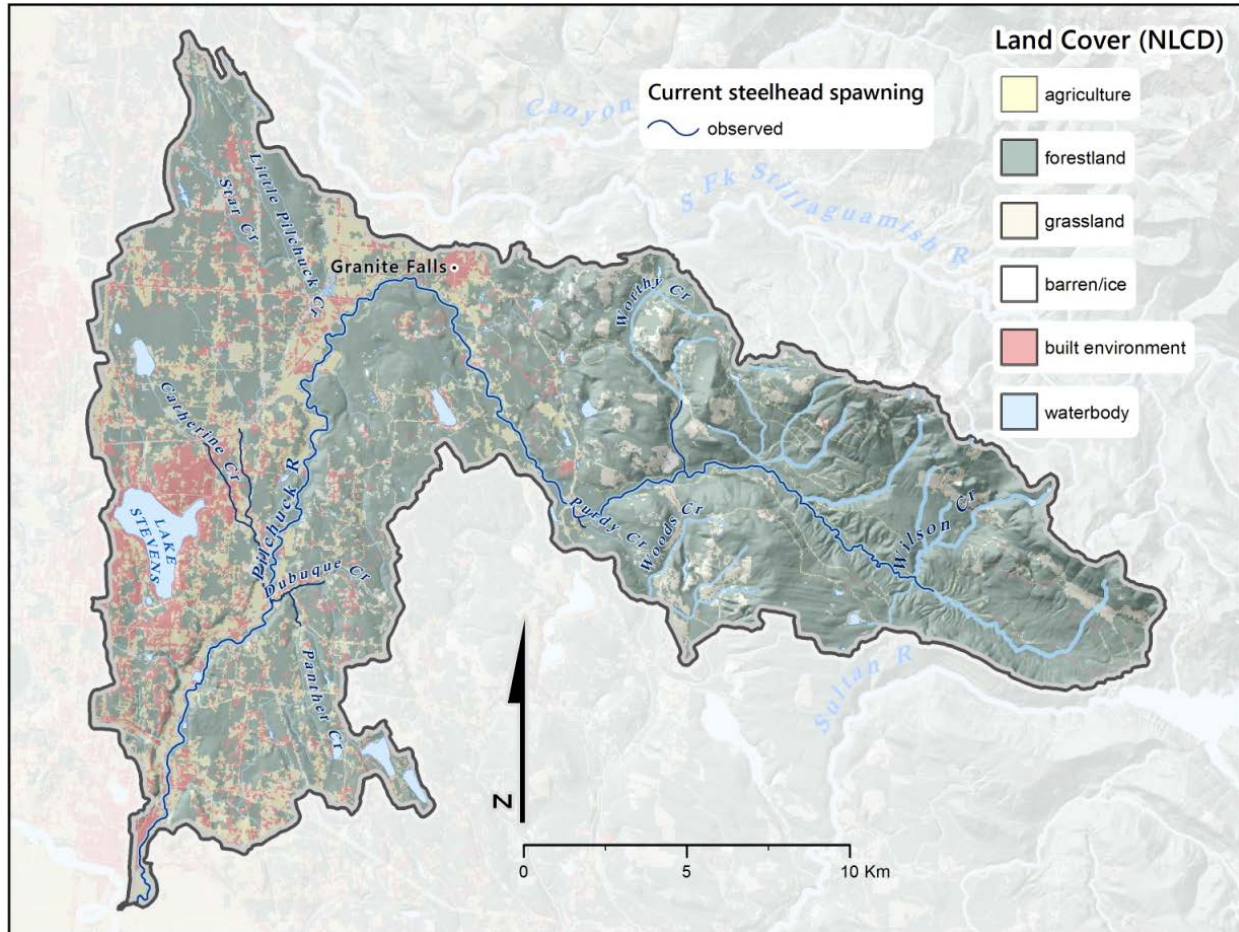 Land Cover (NLCD)
agriculture
forestland
grassland
barren/ice
built environment
waterbody
Current steelhead spawning
observed
Canyon
S Fk Stillaguamish R
Little Pilchuck Cr
Star Cr
Granite Falls
Worthy Cr
Catherine Cr
Pilchuck R
LAKE
STEVENS
Dubuque Cr
Panther Cr
Purdy Cr
Woods Cr
Wilson Cr
Sultan R
N
0
5
10 Km